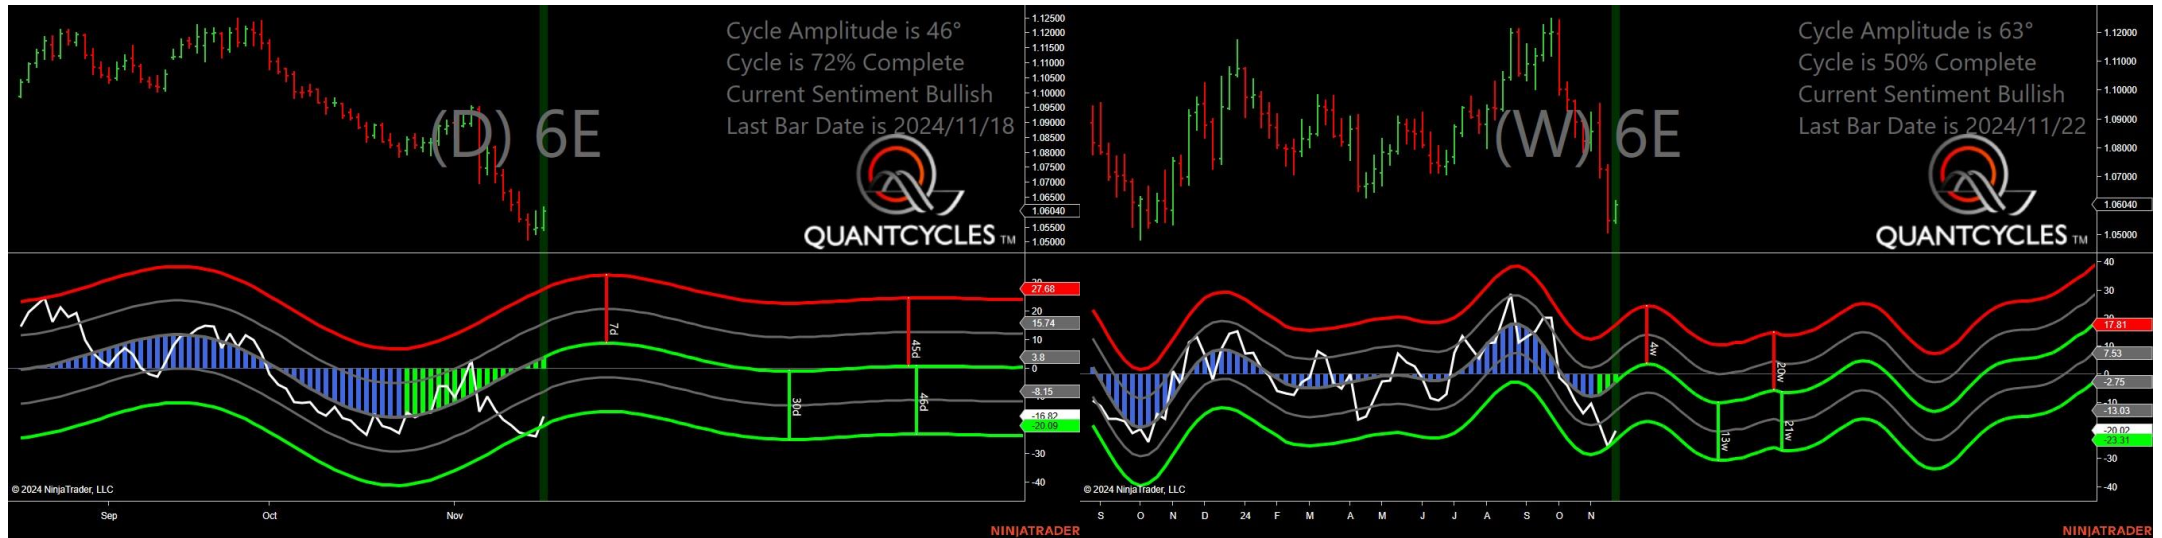 Cycle Amplitude is 46°
Cycle is 72% Complete
Current Sentiment Bullish
Last Bar Date is 2024/11/18
(D) 6E
QUANTCYCLES TM
1.12500
1.12000
1.11500
1.11000
1.10500
1.10000
1.09500
1.09000
1.08500
1.08000
1.07500
1.07000
1.06500
1.06040
1.05500
1.05000
27.68
20
15.74
10
3.8
0
-8.15
-16.82
-20.09
-30
-40
7d
30d
45d
46d
© 2024 NinjaTrader, LLC
Sep
Oct
Nov
NINJATRADER
Cycle Amplitude is 63°
Cycle is 50% Complete
Current Sentiment Bullish
Last Bar Date is 2024/11/22
(W) 6E
QUANTCYCLES TM
1.12000
1.11000
1.10000
1.09000
1.08000
1.07000
1.06040
1.05000
40
30
17.81
7.53
0
-2.75
-13.03
-20.02
-23.31
-30
-40
4w
13w
20w
21w
© 2024 NinjaTrader, LLC
S O N D 24 F M A M J J A S O N
NINJATRADER